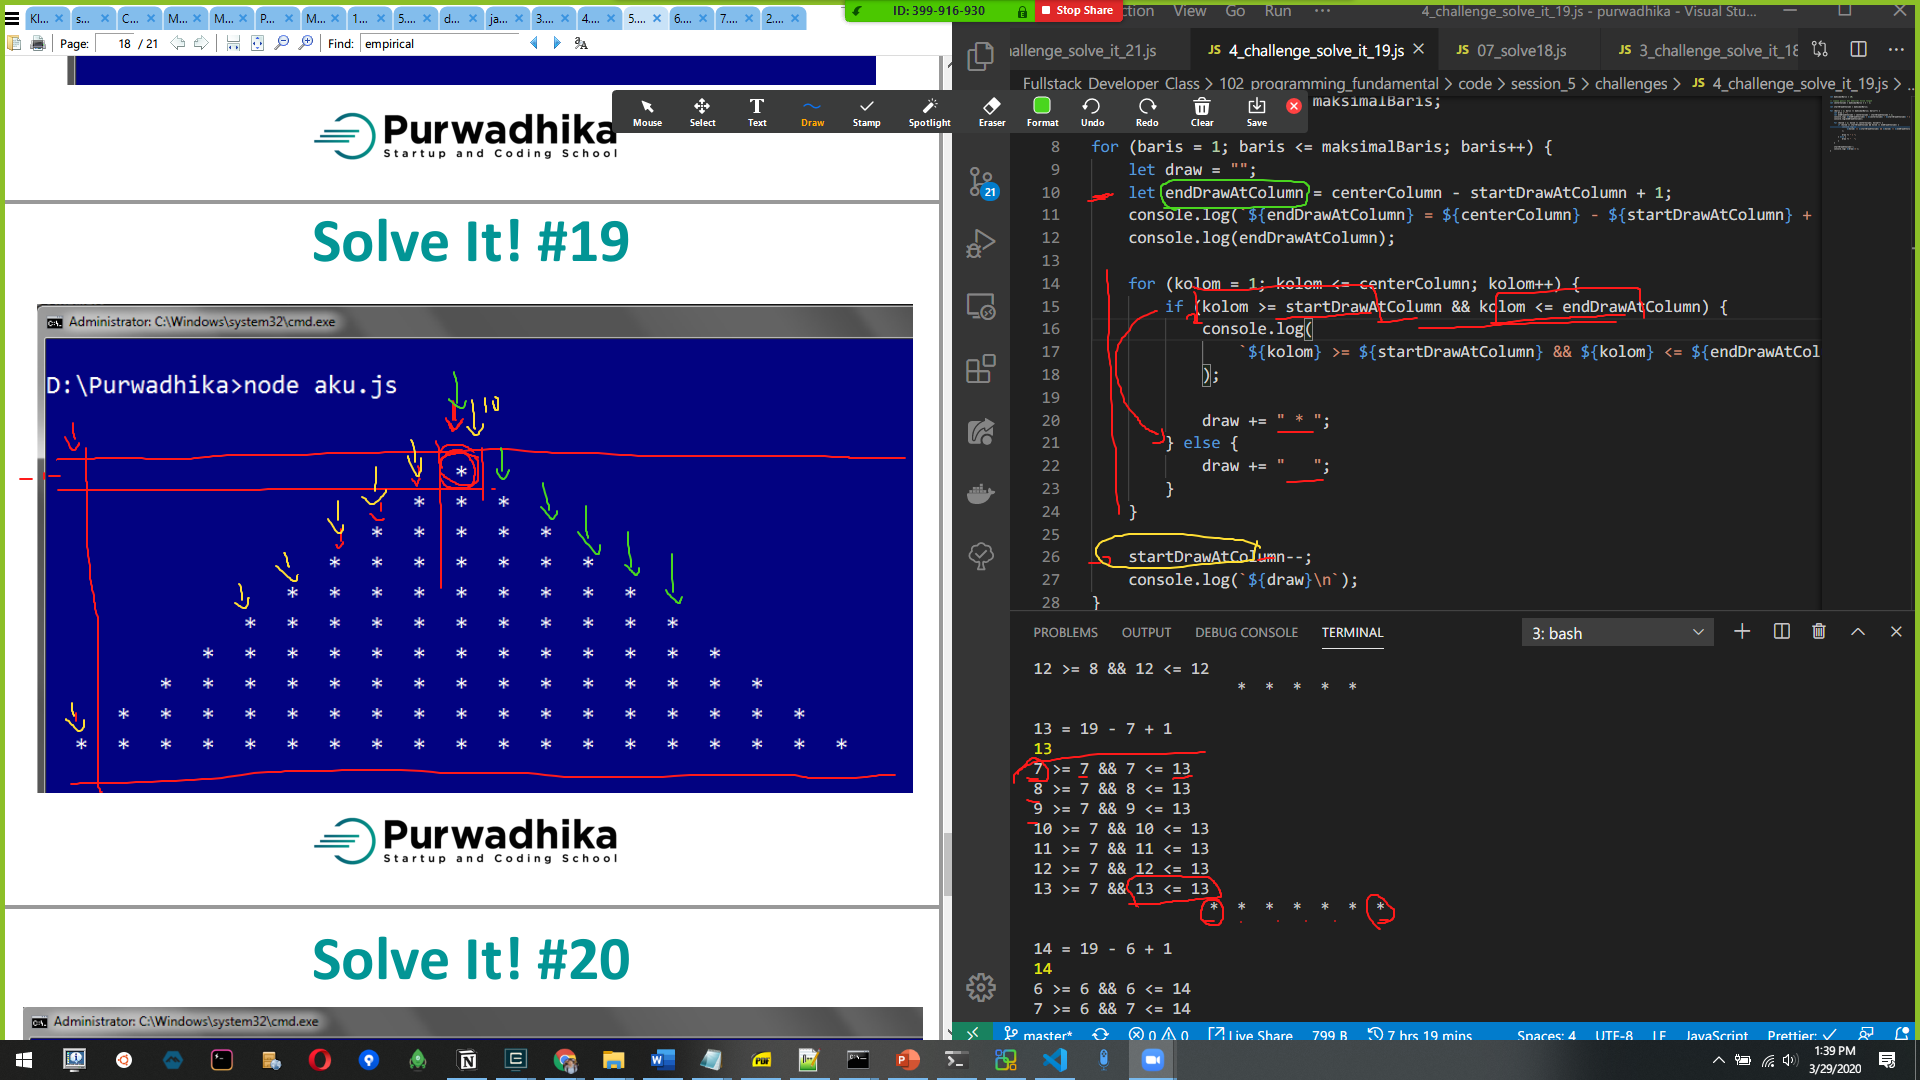 Kl...
s...
C...
M...
M...
P...
M...
1...
5....
d...
ja...
3....
4....
5....
6....
7....
2....
Page: 18 / 21
Find: empirical
ID: 399-916-930
Stop Share
ction View Go Run ...
4_challenge_solve_it_19.js - purwadhika - Visual Stu...
allenge_solve_it_21.js
JS 4_challenge_solve_it_19.js
JS 07_solve18.js
JS 3_challenge_solve_it_18
Fullstack_Developer_Class > 102_programming_fundamental > code > session_5 > challenges > JS 4_challenge_solve_it_19.js > ...
Mouse
Select
Text
Draw
Stamp
Spotlight
Eraser
Format
Undo
Redo
Clear
Save
Purwadhika
Startup and Coding School
Solve It! #19
Administrator: C:\Windows\system32\cmd.exe
D:\Purwadhika>node aku.js
10
*
* * *
* * * * *
* * * * * * *
* * * * * * * * *
* * * * * * * * * * *
* * * * * * * * * * * * *
* * * * * * * * * * * * * * *
* * * * * * * * * * * * * * * * *
* * * * * * * * * * * * * * * * * * *
Purwadhika
Startup and Coding School
Solve It! #20
Administrator: C:\Windows\system32\cmd.exe
maksimalBaris;
8 for (baris = 1; baris <= maksimalBaris; baris++) {
9 let draw = "";
10 let endDrawAtColumn = centerColumn - startDrawAtColumn + 1;
11 console.log(`${endDrawAtColumn} = ${centerColumn} - ${startDrawAtColumn} +
12 console.log(endDrawAtColumn);
13
14 for (kolom = 1; kolom <= centerColumn; kolom++) {
15 if (kolom >= startDrawAtColumn && kolom <= endDrawAtColumn) {
16 console.log(
17 `${kolom} >= ${startDrawAtColumn} && ${kolom} <= ${endDrawAtCol
18 );
19
20 draw += " * ";
21 } else {
22 draw += "   ";
23 }
24 }
25
26 startDrawAtColumn--;
27 console.log(`${draw}\n`);
28 }
PROBLEMS OUTPUT DEBUG CONSOLE TERMINAL
3: bash
12 >= 8 && 12 <= 12
* * * * *
13 = 19 - 7 + 1
13
7 >= 7 && 7 <= 13
8 >= 7 && 8 <= 13
9 >= 7 && 9 <= 13
10 >= 7 && 10 <= 13
11 >= 7 && 11 <= 13
12 >= 7 && 12 <= 13
13 >= 7 && 13 <= 13
* * * * * * *
14 = 19 - 6 + 1
14
6 >= 6 && 6 <= 14
7 >= 6 && 7 <= 14
master* 0 0 Live Share 799 B 7 hrs 19 mins Spaces: 4 UTF-8 LF JavaScript Prettier: ✓
21
1:39 PM
3/29/2020